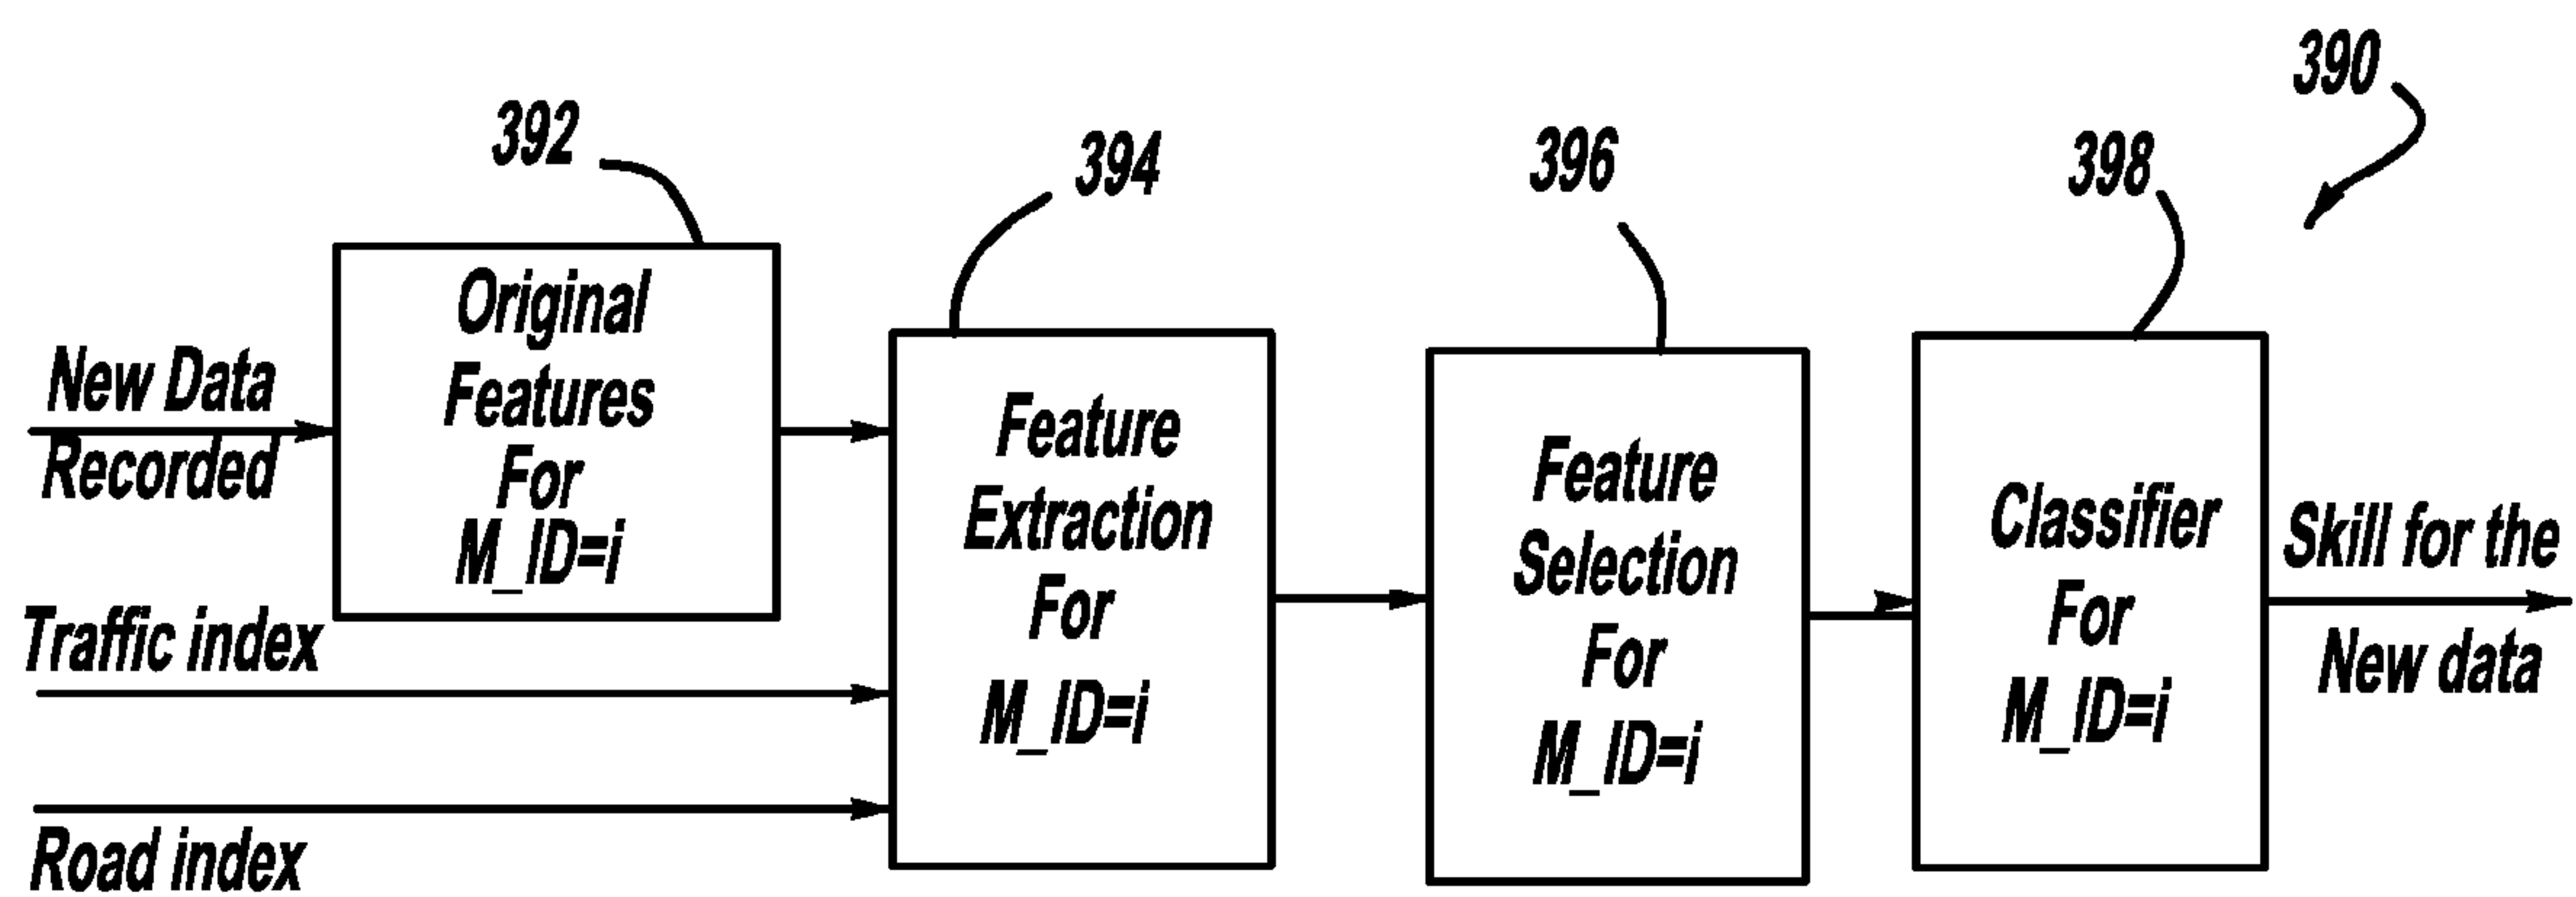 390
392
394
396
398
New Data
Recorded
Original
Features
For
M_ID=i
Traffic index
Road index
Feature
Extraction
For
M_ID=i
Feature
Selection
For
M_ID=i
Classifier
For
M_ID=i
Skill for the
New data